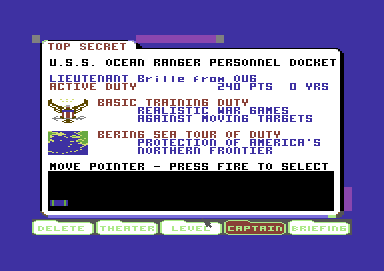 TOP SECRET
U.S.S. OCEAN RANGER PERSONNEL DOCKET
LIEUTENANT Brille from OUG
ACTIVE DUTY 240 PTS 0 YRS
BASIC TRAINING DUTY
REALISTIC WAR GAMES
AGAINST MOVING TARGETS
BERING SEA TOUR OF DUTY
PROTECTION OF AMERICA'S
NORTHERN FRONTIER
MOVE POINTER - PRESS FIRE TO SELECT
DELETE THEATER LEVEL CAPTAIN BRIEFING